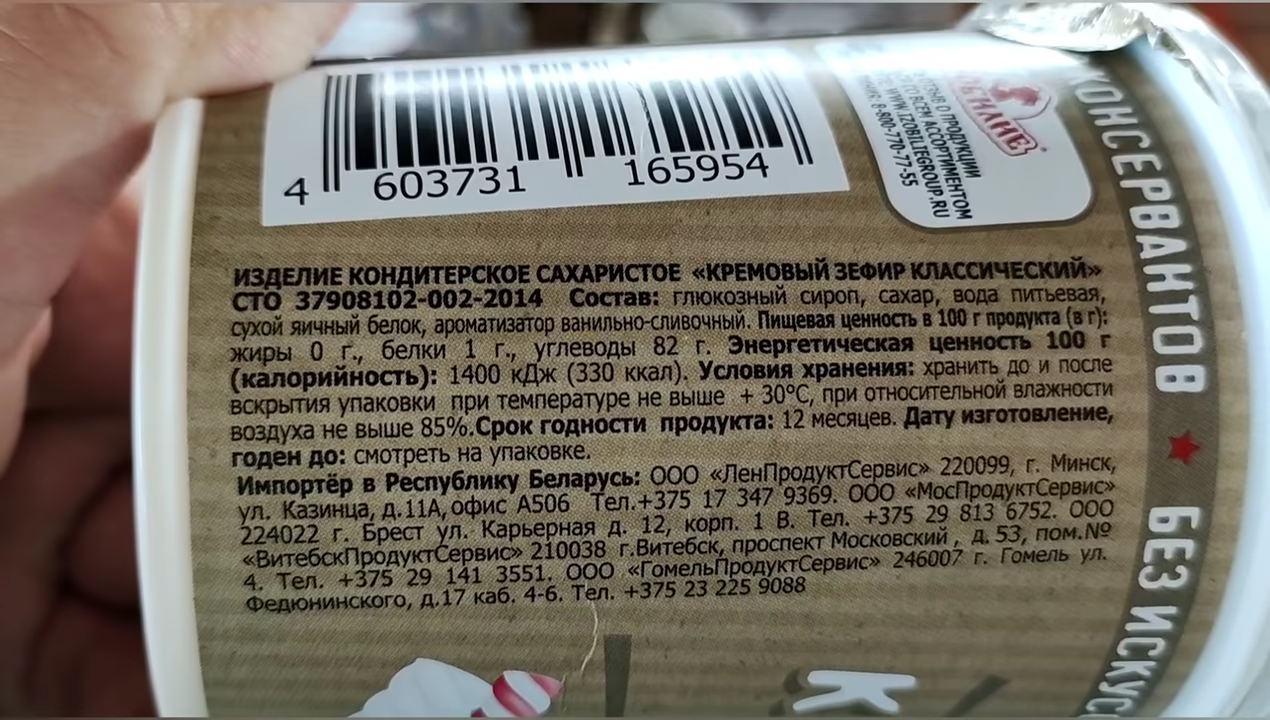 4 603731 165954
ОТЗЫВ О ПРОДУКЦИИ
ВСЕМ АССОРТИМЕНТОМ
WWW.IZOBILIEGROUP.RU
8-800-770-77-55
КОНСЕРВАНТОВ ★ БЕЗ
ИЗДЕЛИЕ КОНДИТЕРСКОЕ САХАРИСТОЕ «КРЕМОВЫЙ ЗЕФИР КЛАССИЧЕСКИЙ»
СТО 37908102-002-2014 Состав: глюкозный сироп, сахар, вода питьевая,
сухой яичный белок, ароматизатор ванильно-сливочный. Пищевая ценность в 100 г продукта (в г):
жиры 0 г., белки 1 г., углеводы 82 г. Энергетическая ценность 100 г
(калорийность): 1400 кДж (330 ккал). Условия хранения: хранить до и после
вскрытия упаковки при температуре не выше + 30°С, при относительной влажности
воздуха не выше 85%.Срок годности продукта: 12 месяцев. Дату изготовление,
годен до: смотреть на упаковке.
Импортёр в Республику Беларусь: ООО «ЛенПродуктСервис» 220099, г. Минск,
ул. Казинца, д.11А, офис А506 Тел.+375 17 347 9369. ООО «МосПродуктСервис»
224022 г. Брест ул. Карьерная д. 12, корп. 1 В. Тел. +375 29 813 6752. ООО
«ВитебскПродуктСервис» 210038 г.Витебск, проспект Московский , д. 53, пом.№
4. Тел. +375 29 141 3551. ООО «ГомельПродуктСервис» 246007 г. Гомель ул.
Федюнинского, д.17 каб. 4-6. Тел. +375 23 225 9088